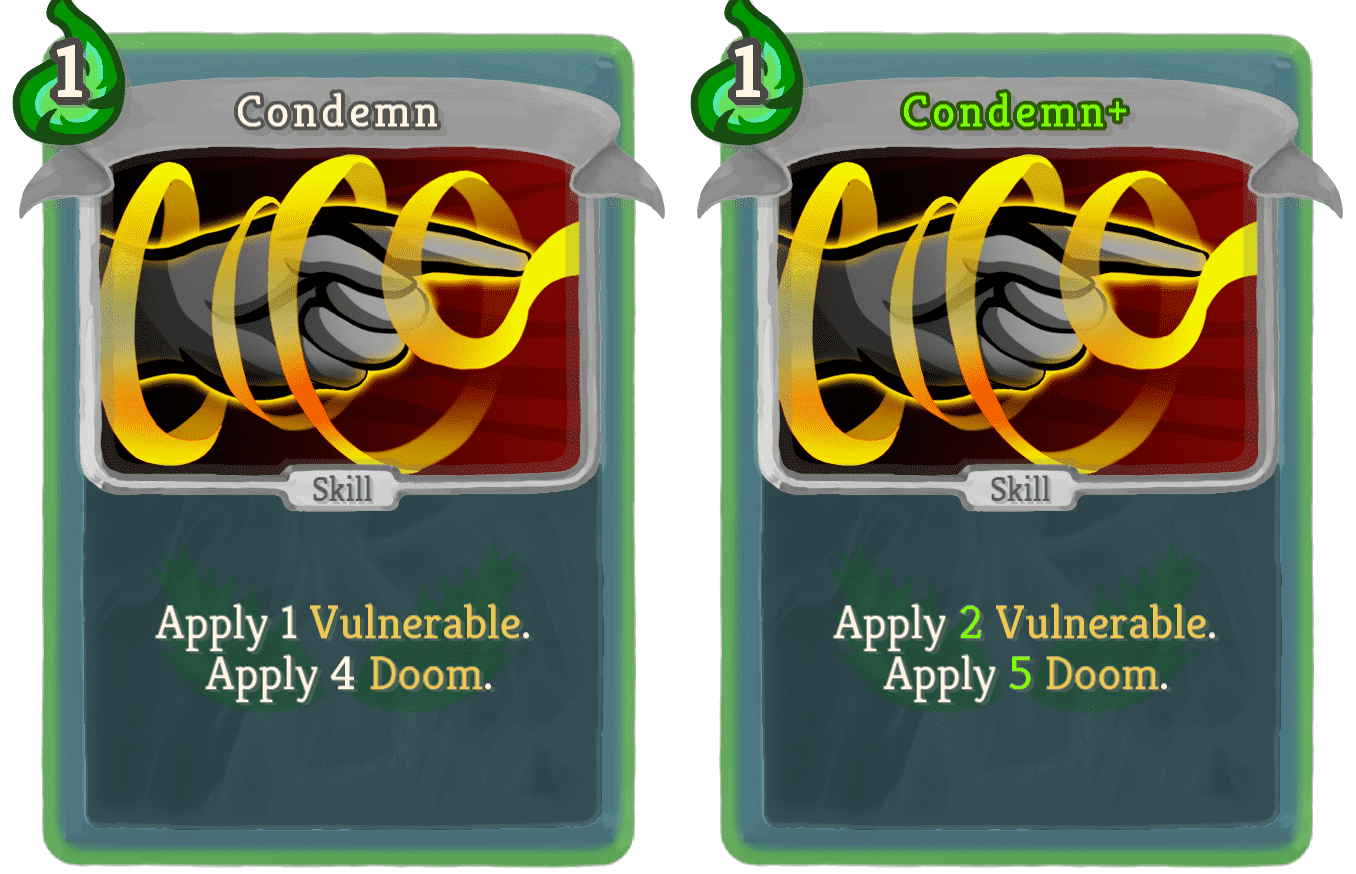 1
Condemn
Skill
Apply 1 Vulnerable.
Apply 4 Doom.
1
Condemn+
Skill
Apply 2 Vulnerable.
Apply 5 Doom.